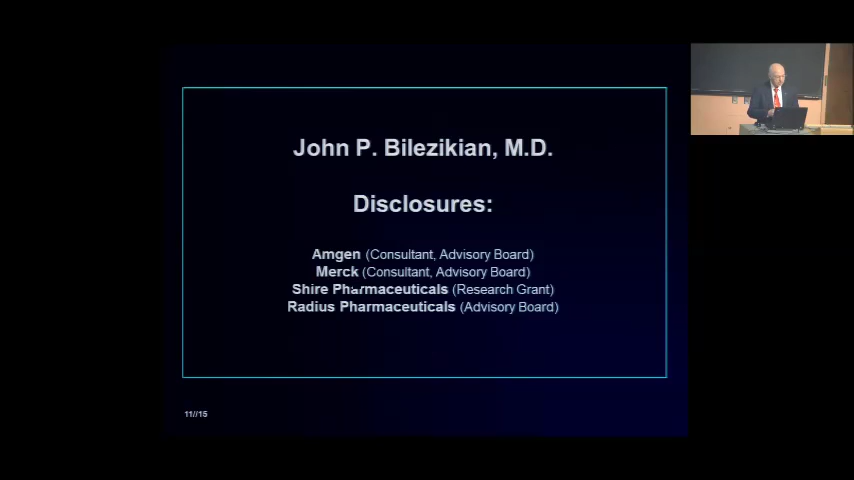 John P. Bilezikian, M.D.
Disclosures:
Amgen (Consultant, Advisory Board)
Merck (Consultant, Advisory Board)
Shire Pharmaceuticals (Research Grant)
Radius Pharmaceuticals (Advisory Board)
11//15